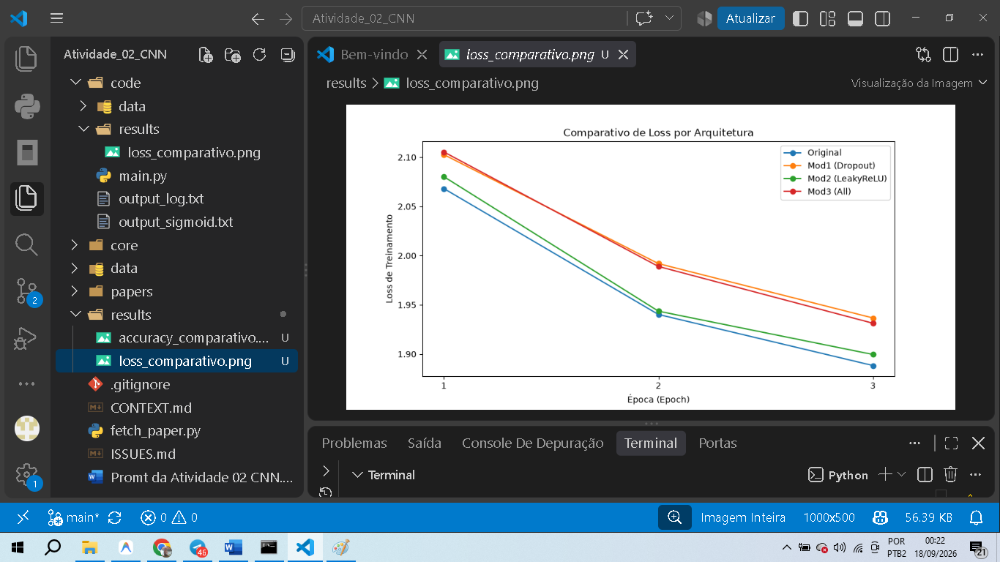 Atividade_02_CNN
Atualizar
Atividade_02_CNN
code
data
results
loss_comparativo.png
main.py
output_log.txt
output_sigmoid.txt
core
data
papers
results
accuracy_comparativo.... U
loss_comparativo.png U
.gitignore
CONTEXT.md
fetch_paper.py
ISSUES.md
Promt da Atividade 02 CNN....
2
1
Bem-vindo
loss_comparativo.png U
results > loss_comparativo.png
Visualização da Imagem
Comparativo de Loss por Arquitetura
Original
Mod1 (Dropout)
Mod2 (LeakyReLU)
Mod3 (All)
Loss de Treinamento
2.10
2.05
2.00
1.95
1.90
1 2 3
Época (Epoch)
Problemas Saída Console De Depuração Terminal Portas
Terminal
Python
main* 0 0
Imagem Inteira 1000x500 56.39 KB
46
POR
PTB2
00:22
18/09/2026
21